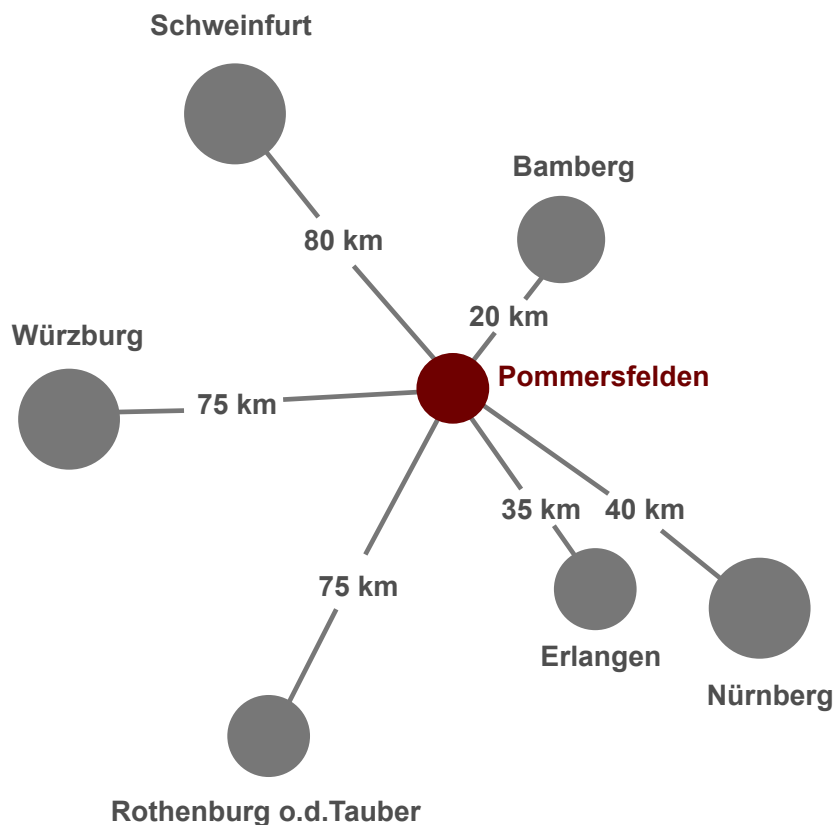 Schweinfurt
Bamberg
80 km
20 km
Würzburg
Pommersfelden
75 km
35 km
40 km
75 km
Erlangen
Nürnberg
Rothenburg o.d.Tauber